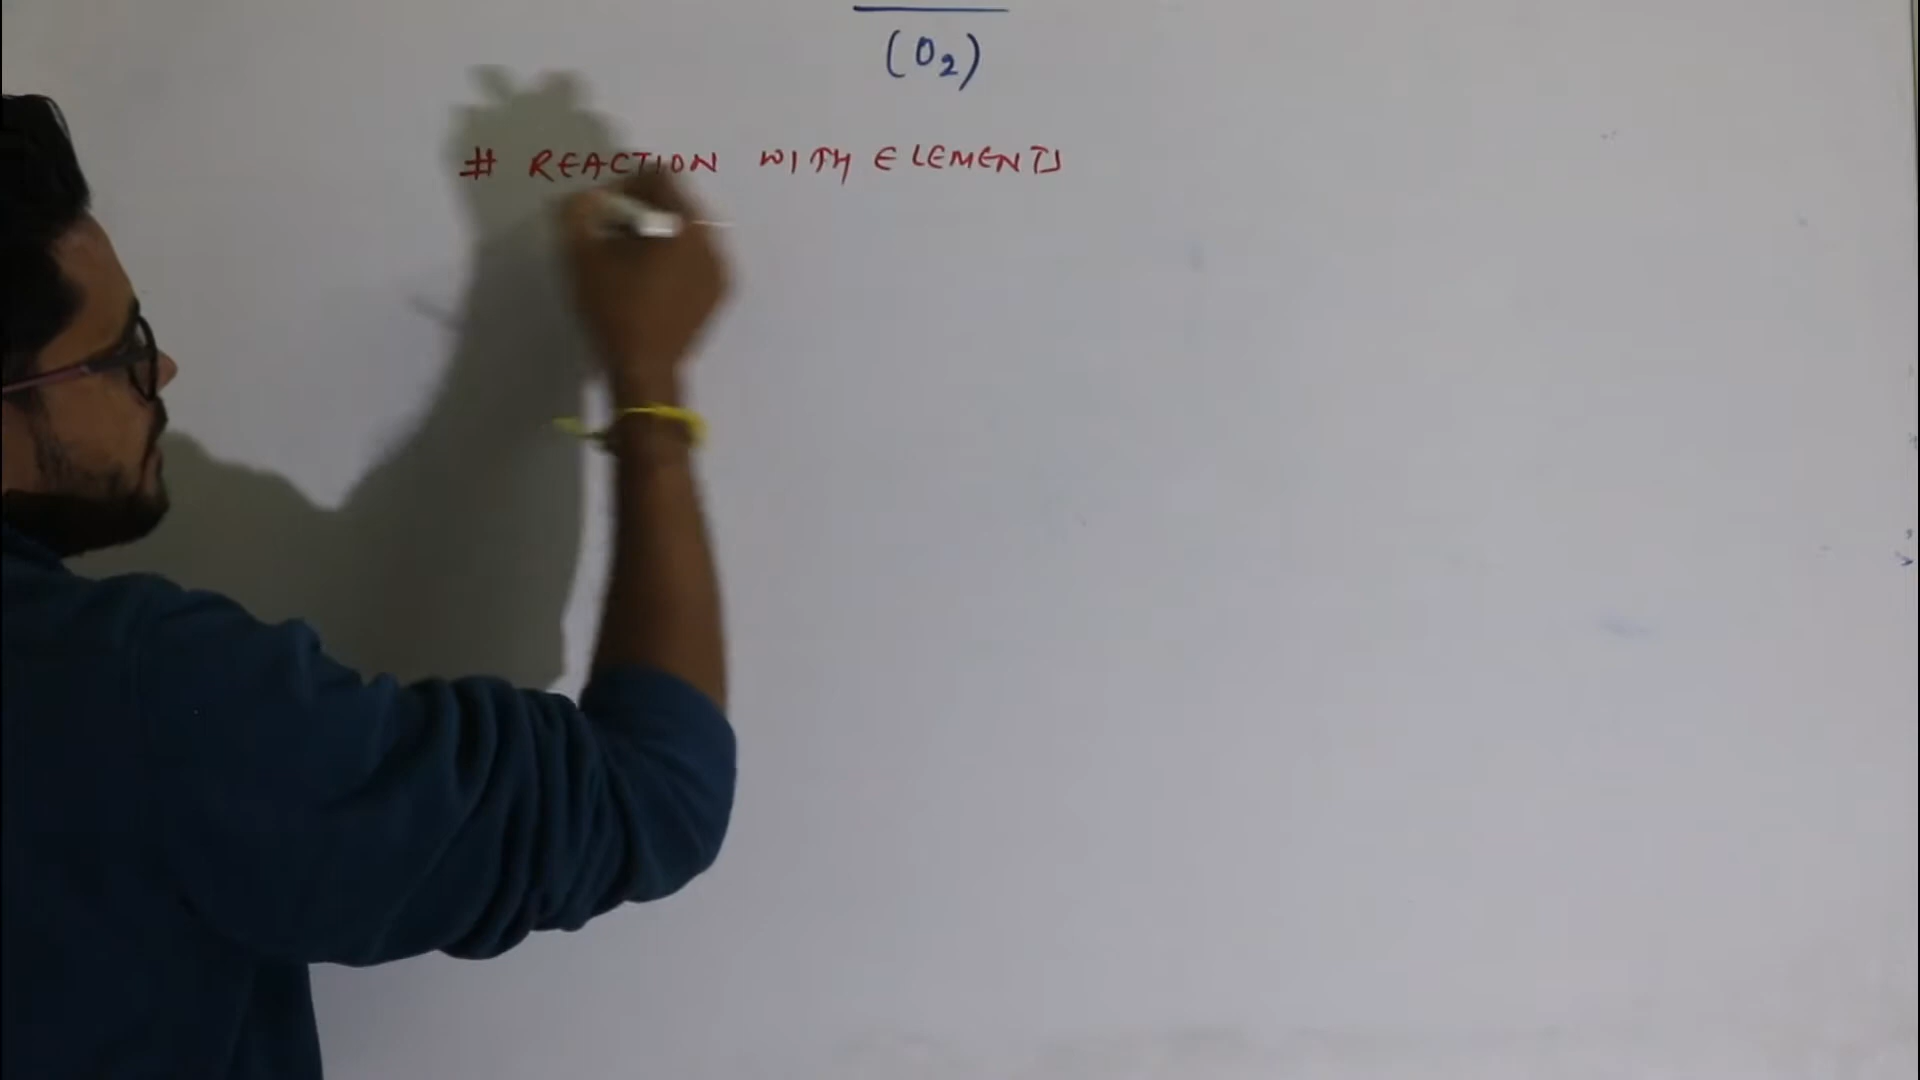 (O₂)
# REACTION WITH ELEMENTS